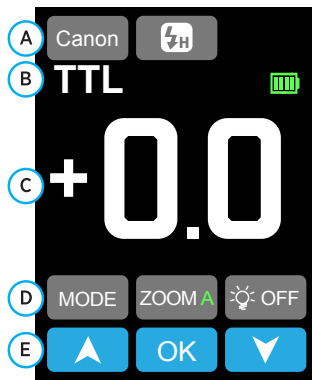 A Canon H
B TTL
C +0.0
D MODE ZOOM A OFF
E OK